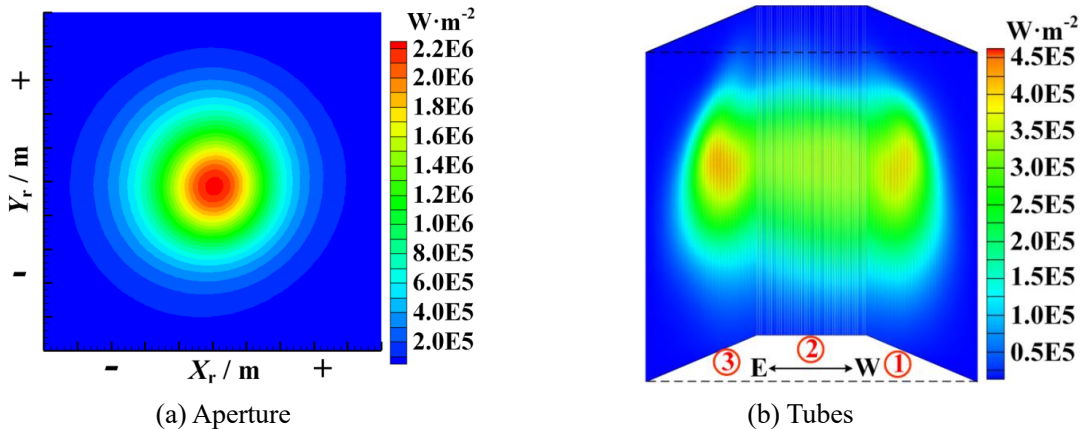 W·m-2
2.2E6
2.0E6
1.8E6
1.6E6
1.4E6
1.2E6
1.0E6
8.0E5
6.0E5
4.0E5
2.0E5
Yr / m
+
-
- Xr / m +
(a) Aperture
W·m-2
4.5E5
4.0E5
3.5E5
3.0E5
2.5E5
2.0E5
1.5E5
1.0E5
0.5E5
③ E ② W ①
(b) Tubes